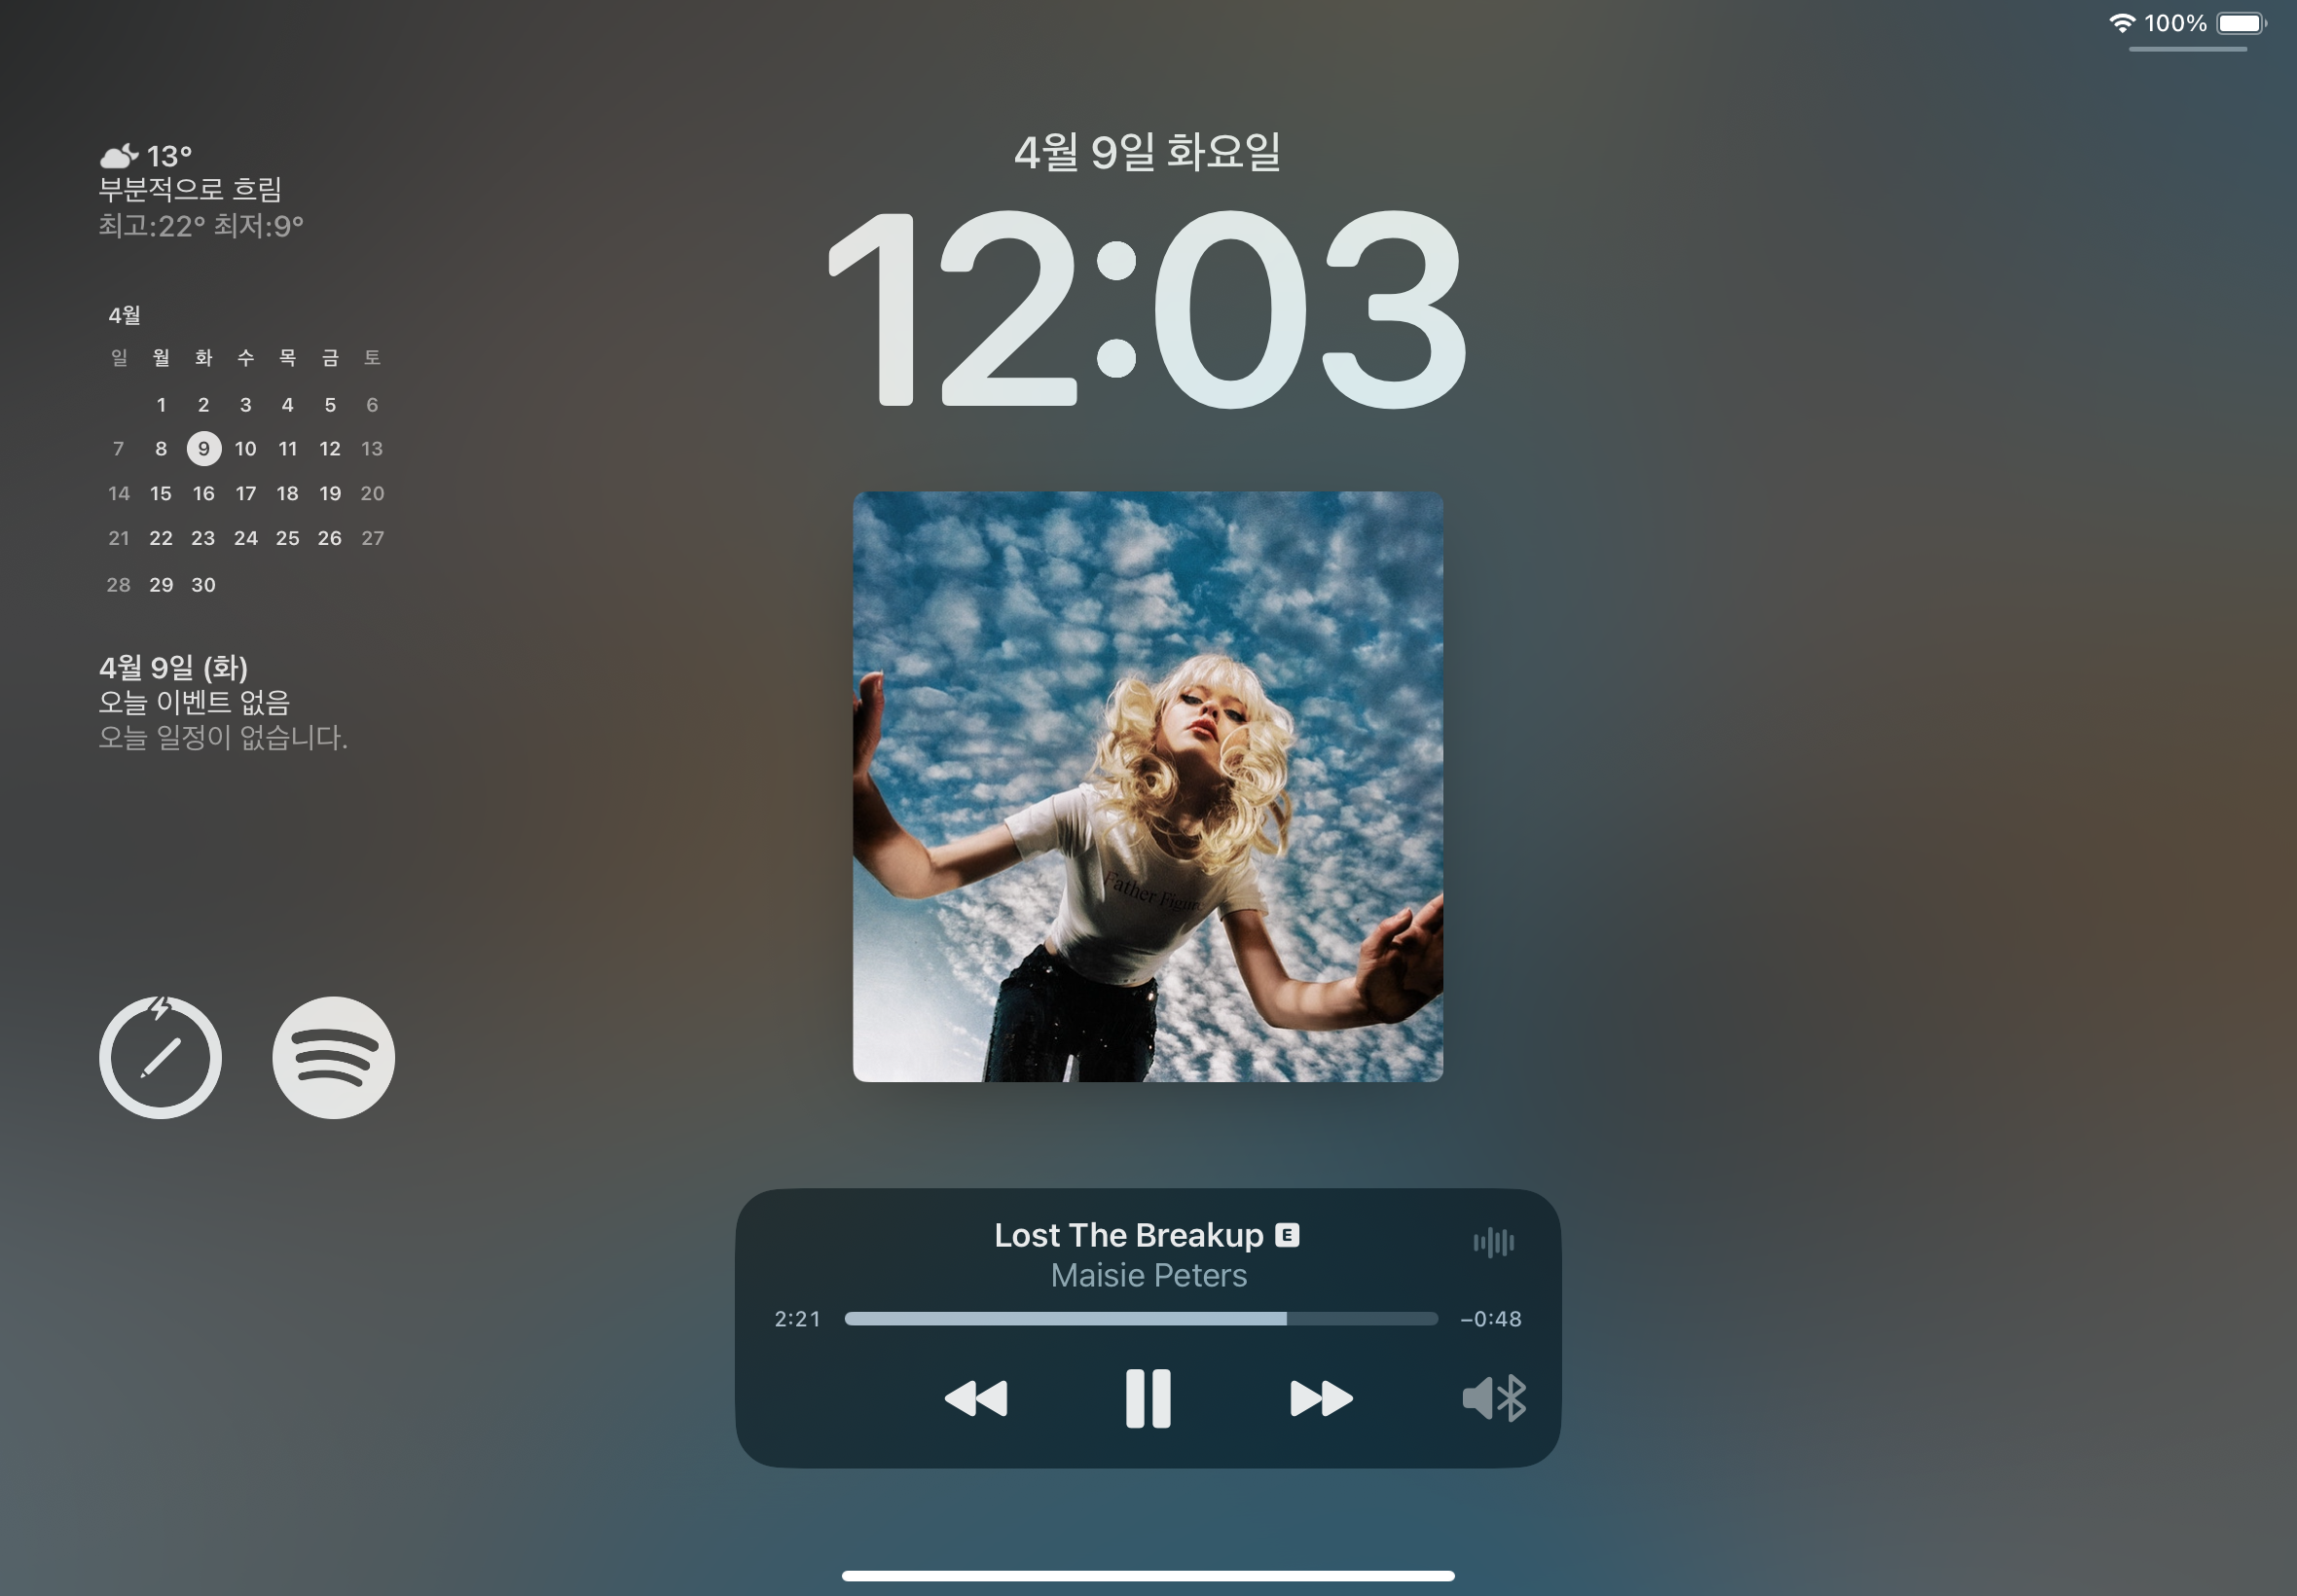 100%
13°
부분적으로 흐림
최고:22° 최저:9°
4월
일 월 화 수 목 금 토
1 2 3 4 5 6
7 8 9 10 11 12 13
14 15 16 17 18 19 20
21 22 23 24 25 26 27
28 29 30
4월 9일 (화)
오늘 이벤트 없음
오늘 일정이 없습니다.
4월 9일 화요일
12:03
Father Figure
Lost The Breakup E
Maisie Peters
2:21
−0:48